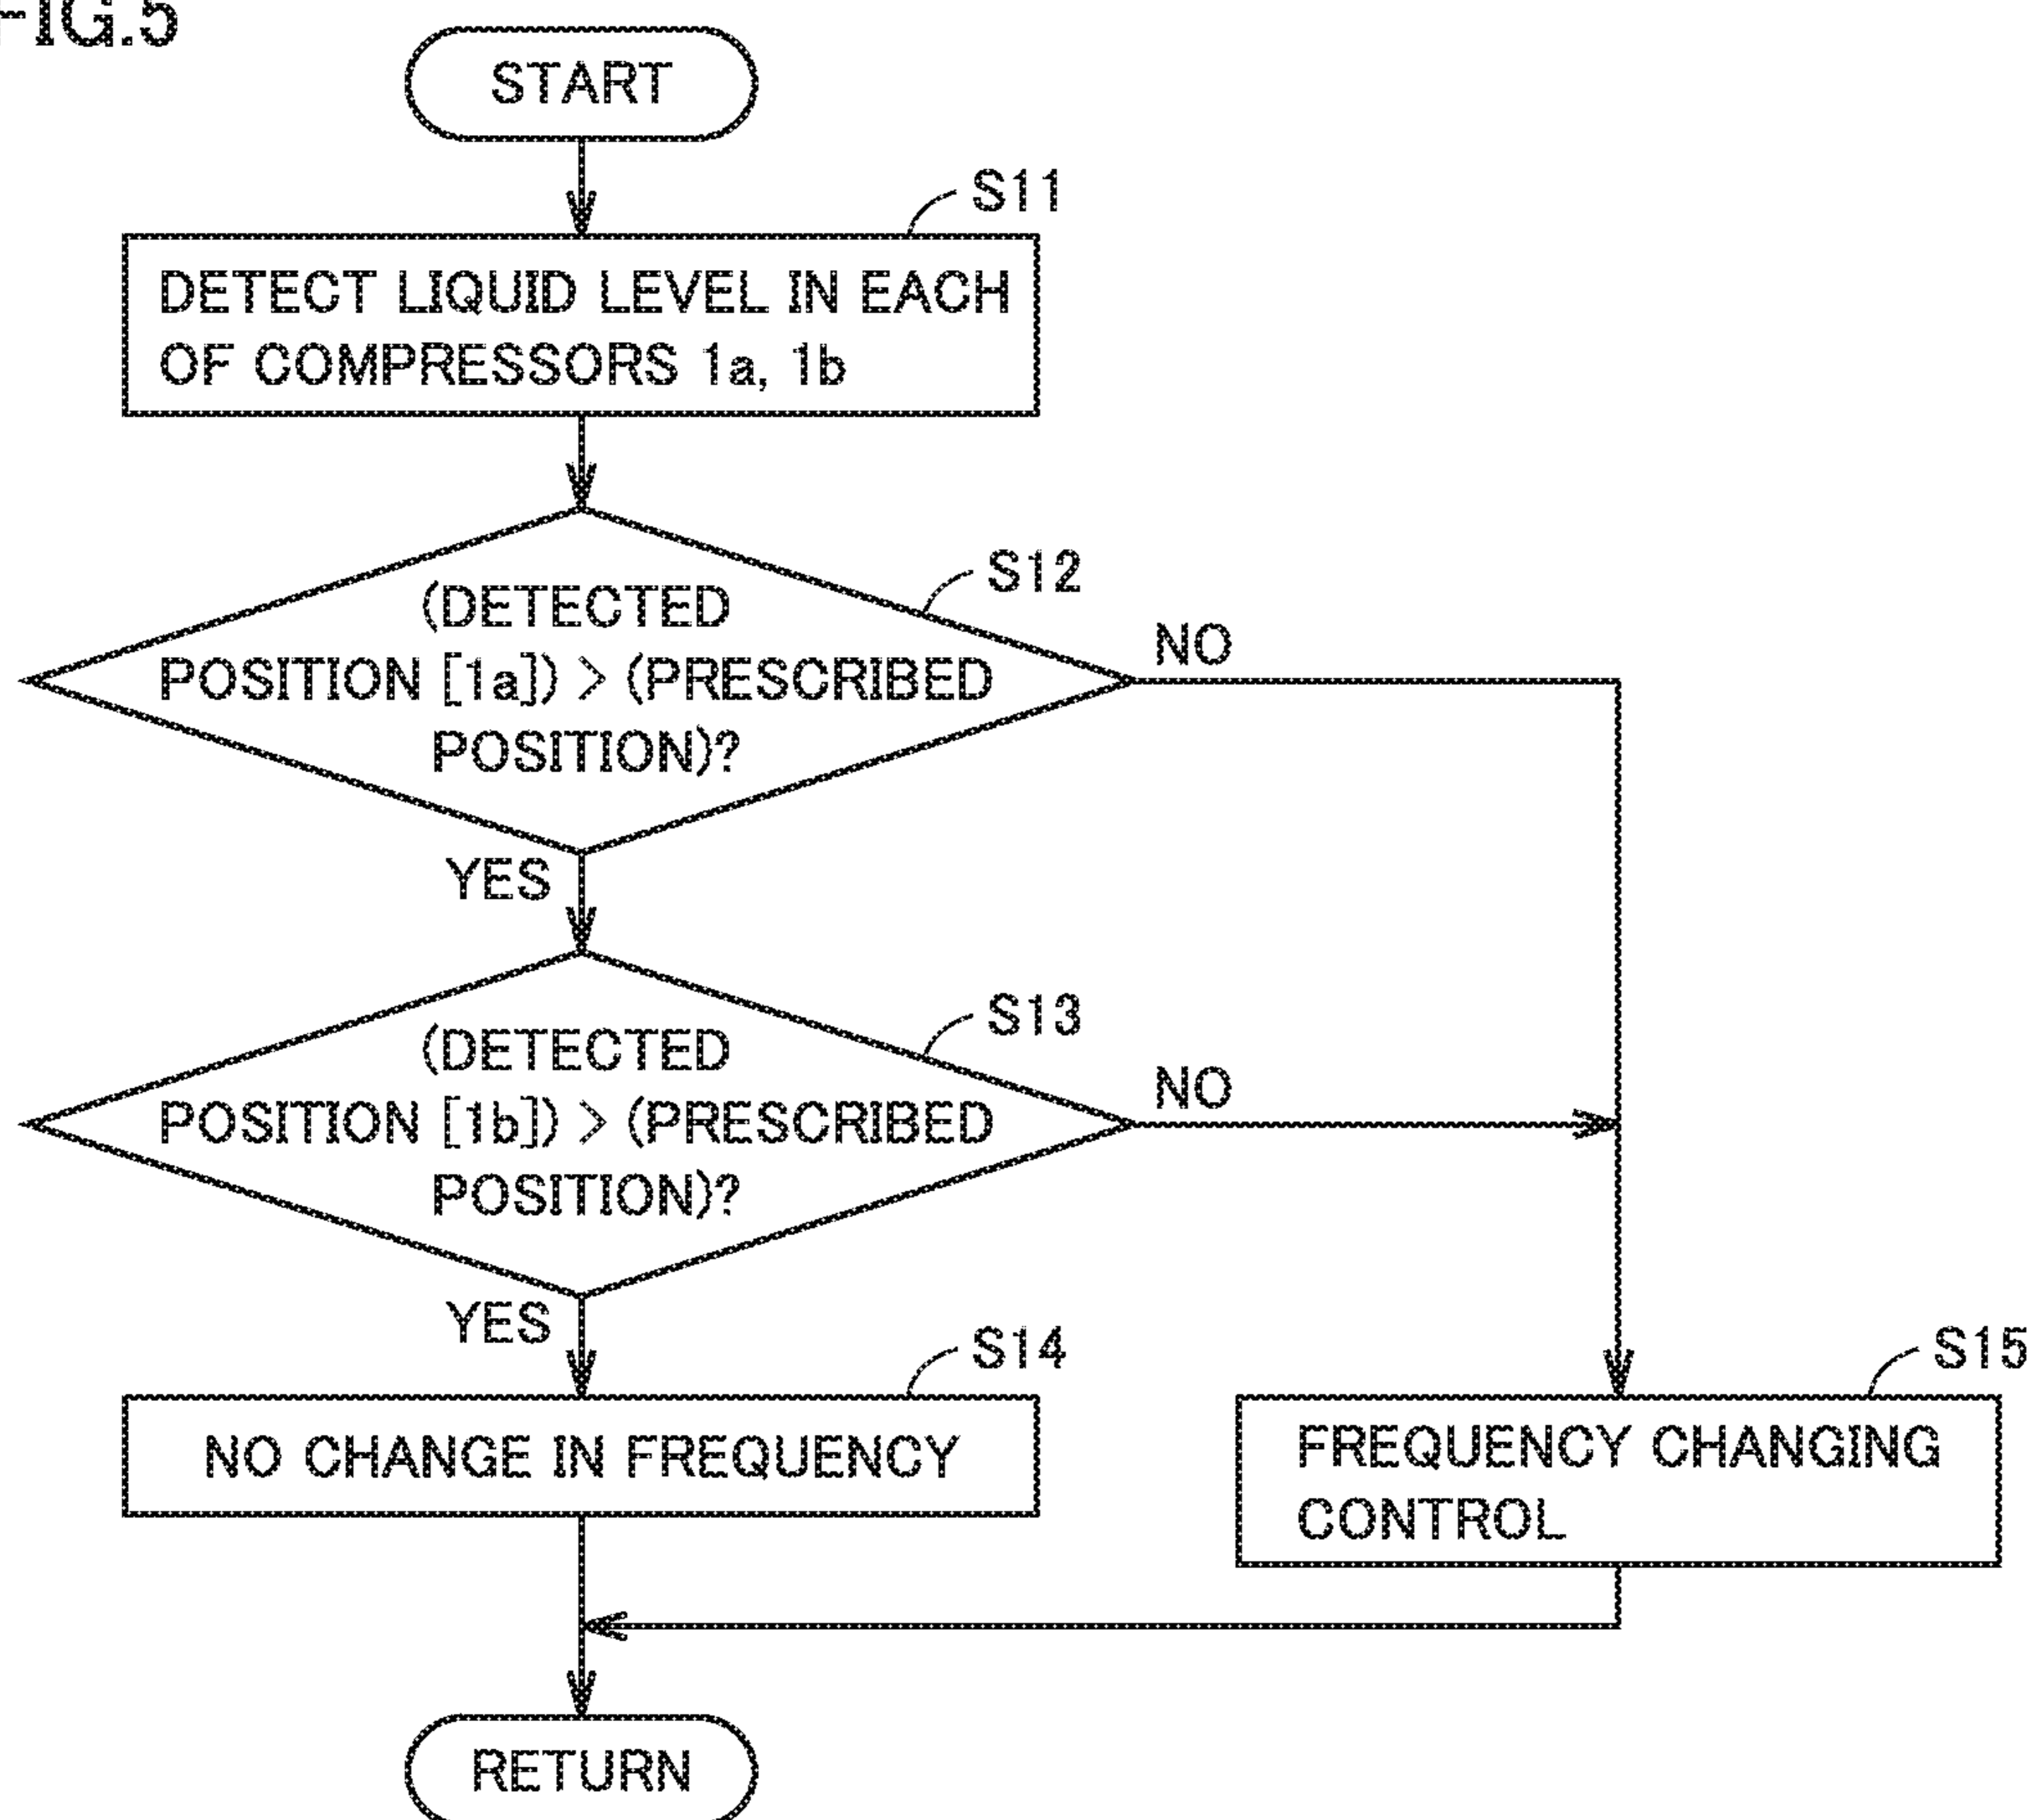 FIG.5
START
S11
DETECT LIQUID LEVEL IN EACH
OF COMPRESSORS 1a, 1b
S12
(DETECTED
POSITION [1a]) > (PRESCRIBED
POSITION)?
NO
YES
S13
(DETECTED
POSITION [1b]) > (PRESCRIBED
POSITION)?
NO
YES
S14
NO CHANGE IN FREQUENCY
S15
FREQUENCY CHANGING
CONTROL
RETURN